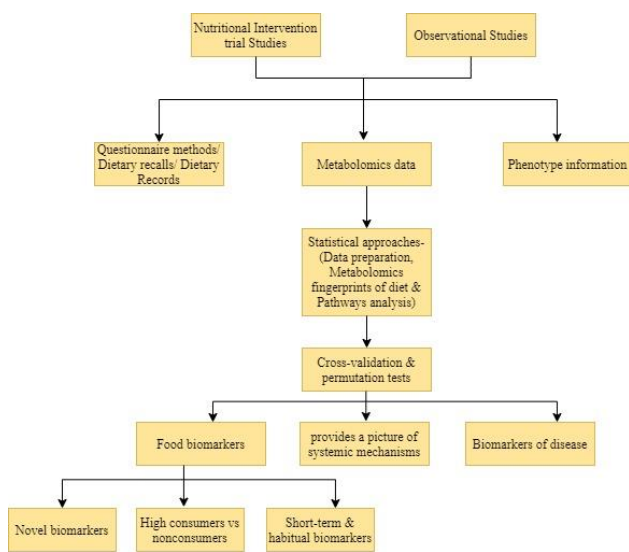 Nutritional Intervention
trial Studies
Observational Studies
Questionnaire methods/
Dietary recalls/ Dietary
Records
Metabolomics data
Phenotype information
Statistical approaches-
(Data preparation,
Metabolomics
fingerprints of diet &
Pathways analysis)
Cross-validation &
permutation tests
Food biomarkers
provides a picture of
systemic mechanisms
Biomarkers of disease
Novel biomarkers
High consumers vs
nonconsumers
Short-term &
habitual biomarkers